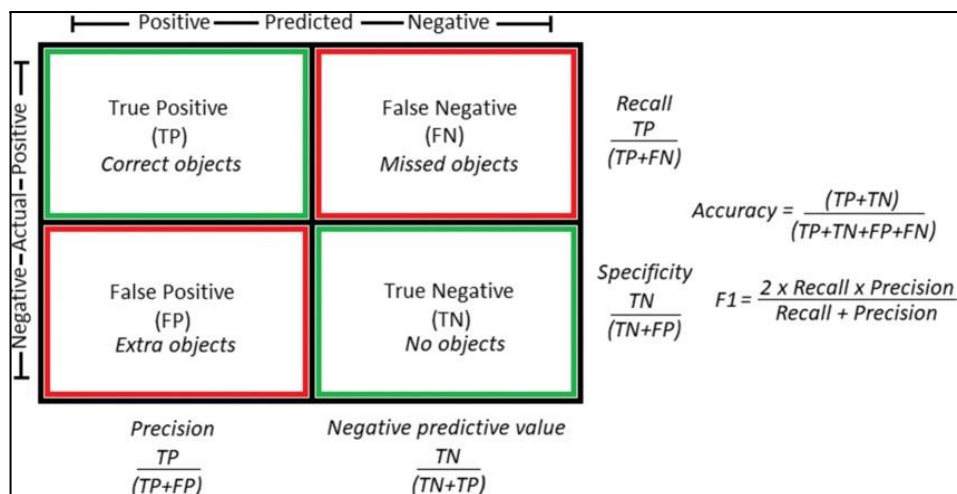 Positive — Predicted — Negative
Negative—Actual—Positive
True Positive
(TP)
Correct objects
False Negative
(FN)
Missed objects
Recall
TP
(TP+FN)
Accuracy = (TP+TN)
(TP+TN+FP+FN)
False Positive
(FP)
Extra objects
True Negative
(TN)
No objects
Specificity
TN
(TN+FP)
F1 = 2 x Recall x Precision
Recall + Precision
Precision
TP
(TP+FP)
Negative predictive value
TN
(TN+TP)